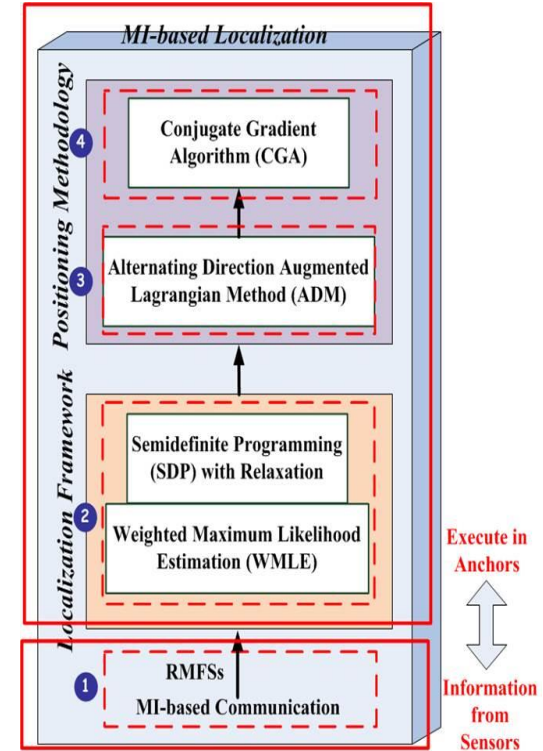 MI-based Localization
Positioning Methodology
4
Conjugate Gradient
Algorithm (CGA)
3
Alternating Direction Augmented
Lagrangian Method (ADM)
Localization Framework
2
Semidefinite Programming
(SDP) with Relaxation
Weighted Maximum Likelihood
Estimation (WMLE)
Execute in
Anchors
1
RMFSs
MI-based Communication
Information
from
Sensors